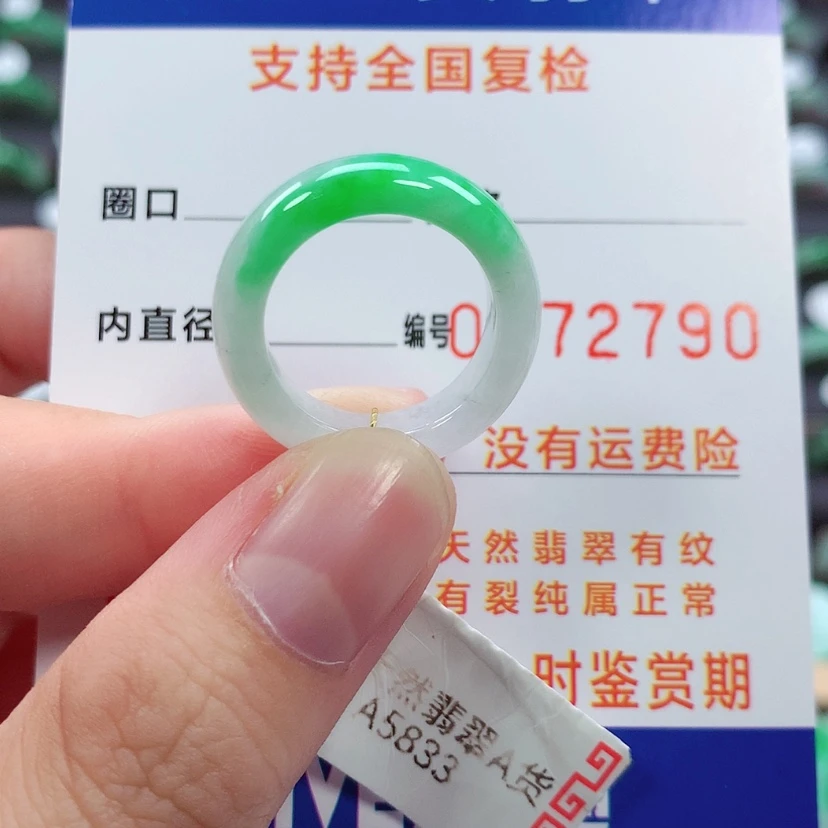 支持全国复检
圈口
内直径 编号0 72790
没有运费险
天然翡翠有纹
有裂纯属正常
时鉴赏期
天然翡翠A货
A5833